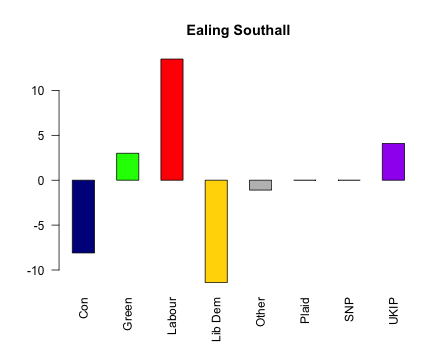 Ealing Southall
10
5
0
-5
-10
Con
Green
Labour
Lib Dem
Other
Plaid
SNP
UKIP